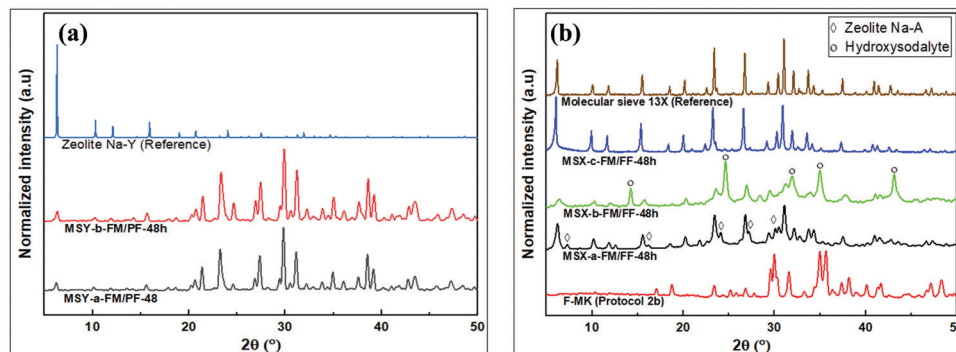 (a)
Normalized intensity (a.u)
Zeolite Na-Y (Reference)
MSY-b-FM/PF-48h
MSY-a-FM/PF-48
10 20 30 40 50
2θ (°)
(b)
◊ Zeolite Na-A
○ Hydroxysodalyte
Normalized intensity (a.u)
Molecular sieve 13X (Reference)
MSX-c-FM/FF-48h
MSX-b-FM/FF-48h
MSX-a-FM/FF-48h
F-MK (Protocol 2b)
10 20 30 40 50
2θ (°)